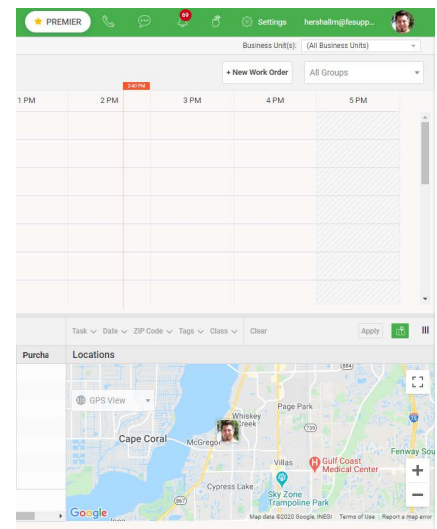 PREMIER
69
Settings
hershallm@fesupp...
Business Unit(s):
(All Business Units)
+ New Work Order
All Groups
2:40 PM
1 PM
2 PM
3 PM
4 PM
5 PM
Task
Date
ZIP Code
Tags
Class
Clear
Apply
Purcha
Locations
GPS View
884
Page Park
Whiskey
Creek
739
Cape Coral
McGregor
Fenway Sou
Villas
Gulf Coast
Medical Center
Cypress Lake
Sky Zone
Trampoline Park
867
Google
Map data ©2020 Google, INEGI
Terms of Use
Report a map error